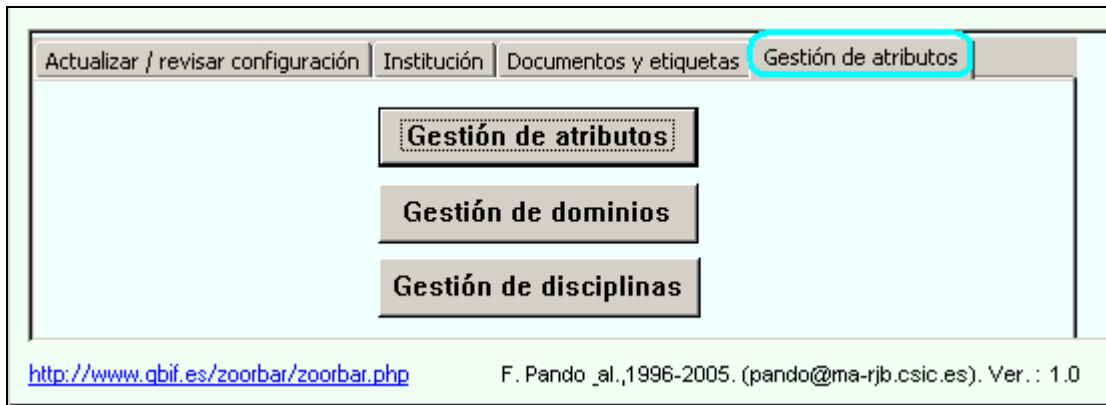 Actualizar / revisar configuración Institución Documentos y etiquetas Gestión de atributos
Gestión de atributos
Gestión de dominios
Gestión de disciplinas
http://www.gbif.es/zoorbar/zoorbar.php F. Pando _al.,1996-2005. (pando@ma-rjb.csic.es). Ver.: 1.0